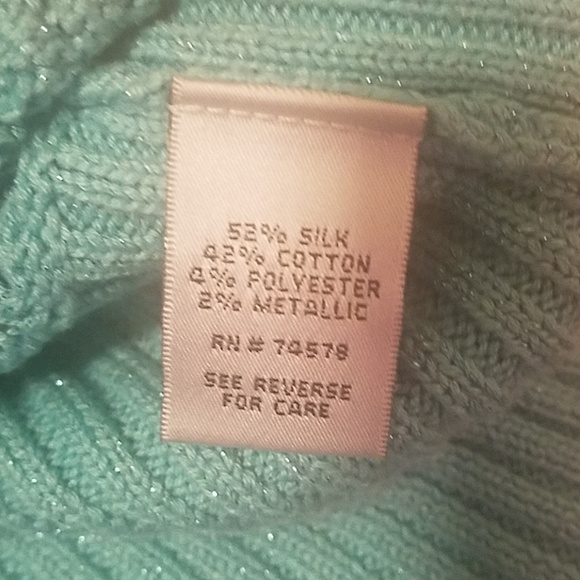 52% SILK
42% COTTON
4% POLYESTER
2% METALLIC
RN # 74578
SEE REVERSE
FOR CARE